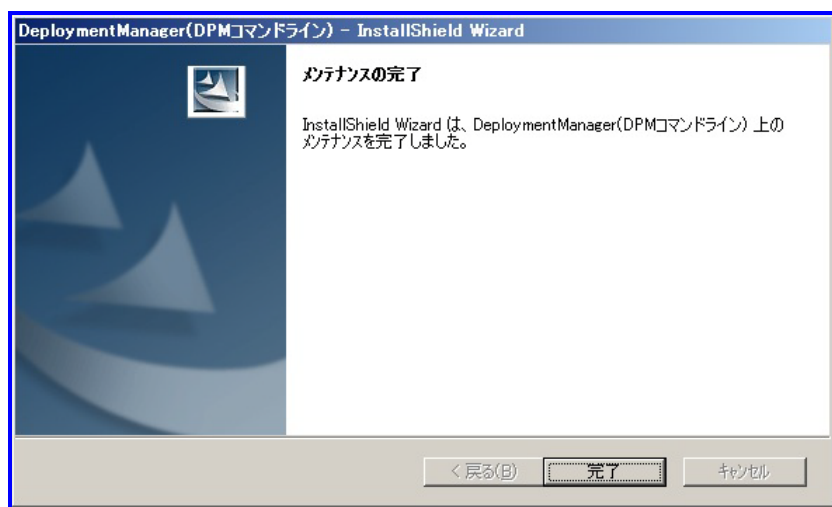 DeploymentManager(DPMコマンドライン) - InstallShield Wizard
メンテナンスの完了
InstallShield Wizard は、DeploymentManager(DPMコマンドライン) 上の
メンテナンスを完了しました。
< 戻る(B)
完了
キャンセル